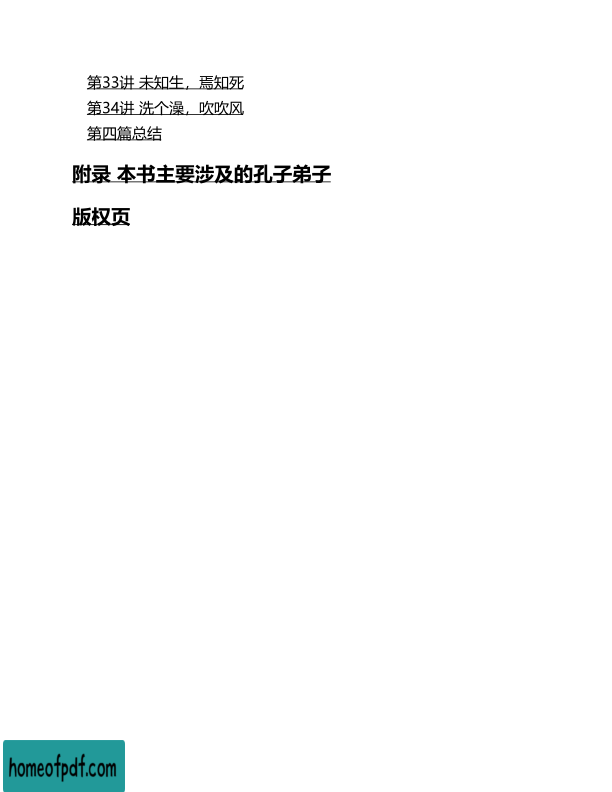 第33讲 未知生，焉知死
第34讲 洗个澡，吹吹风
第四篇总结
附录 本书主要涉及的孔子弟子
版权页
homeofpdf.com